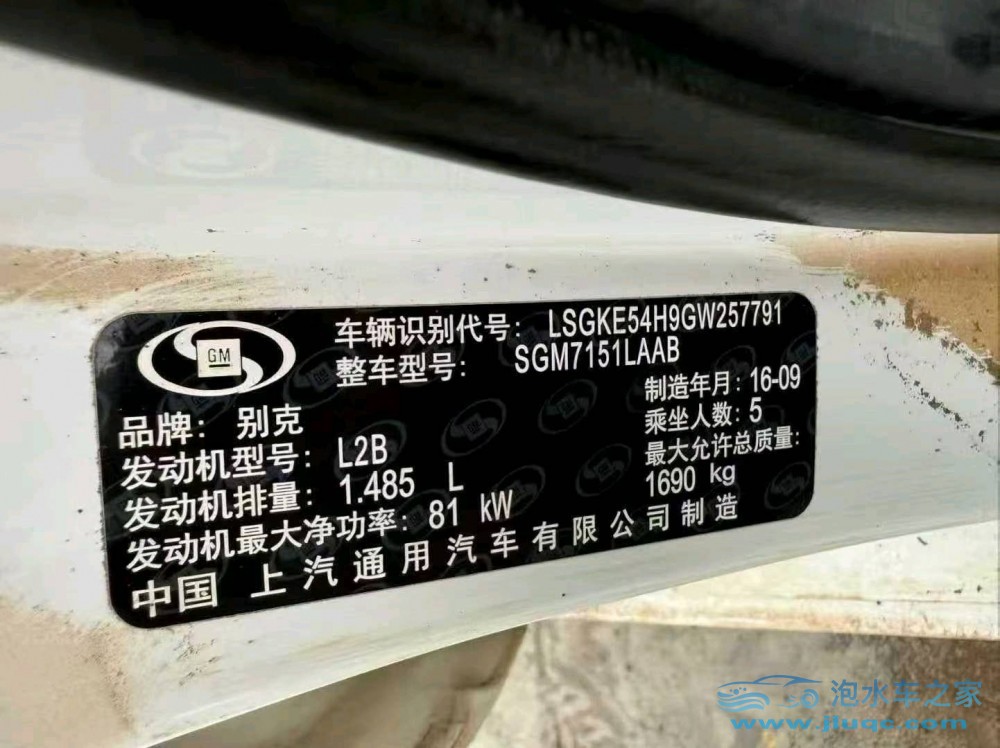 GM
车辆识别代号: LSGKE54H9GW257791
整车型号: SGM7151LAAB
品牌: 别克
制造年月: 16-09
发动机型号: L2B
乘坐人数: 5
发动机排量: 1.485 L
最大允许总质量:
1690 kg
发动机最大净功率: 81 kW
中国 上汽通用汽车有限公司制造
泡水车之家
www.jluqc.com